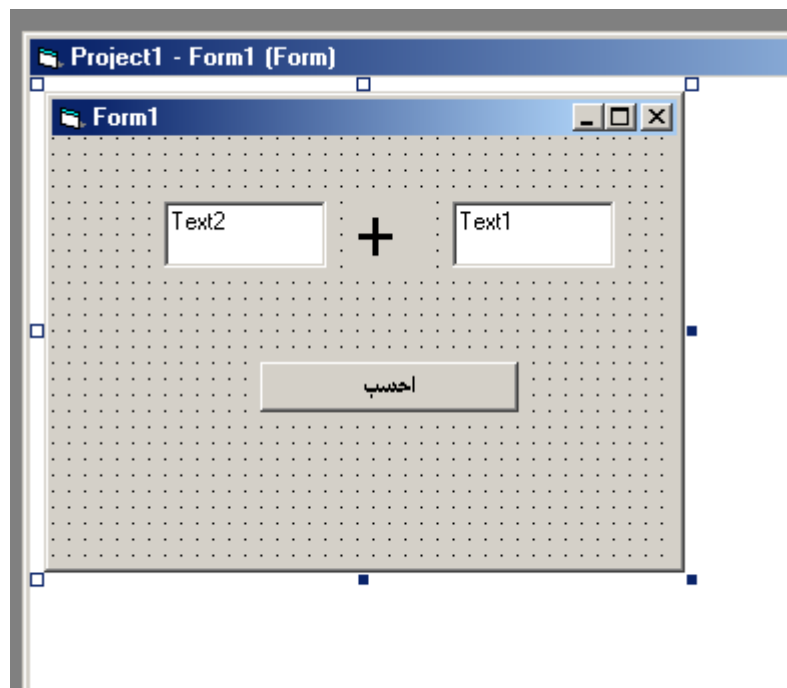 Project1 - Form1 (Form)
Form1
Text2 + Text1
احسب